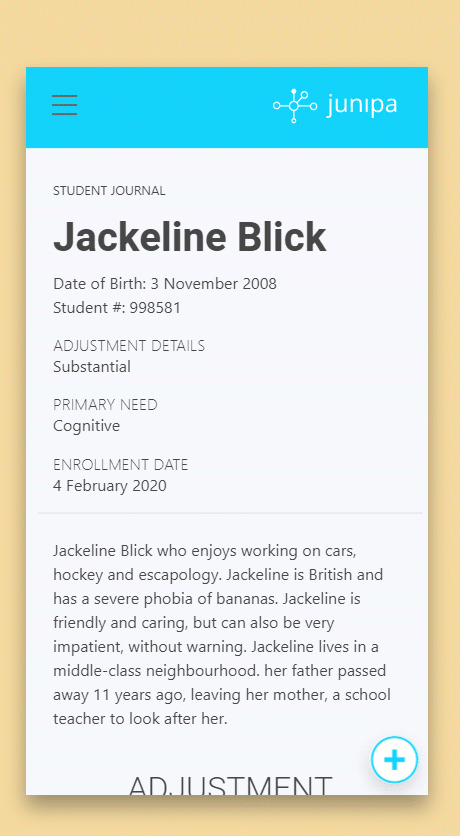 junıpa
STUDENT JOURNAL
Jackeline Blick
Date of Birth: 3 November 2008
Student #: 998581
ADJUSTMENT DETAILS
Substantial
PRIMARY NEED
Cognitive
ENROLLMENT DATE
4 February 2020
Jackeline Blick who enjoys working on cars,
hockey and escapology. Jackeline is British and
has a severe phobia of bananas. Jackeline is
friendly and caring, but can also be very
impatient, without warning. Jackeline lives in a
middle-class neighbourhood. her father passed
away 11 years ago, leaving her mother, a school
teacher to look after her.
ADJUSTMENT